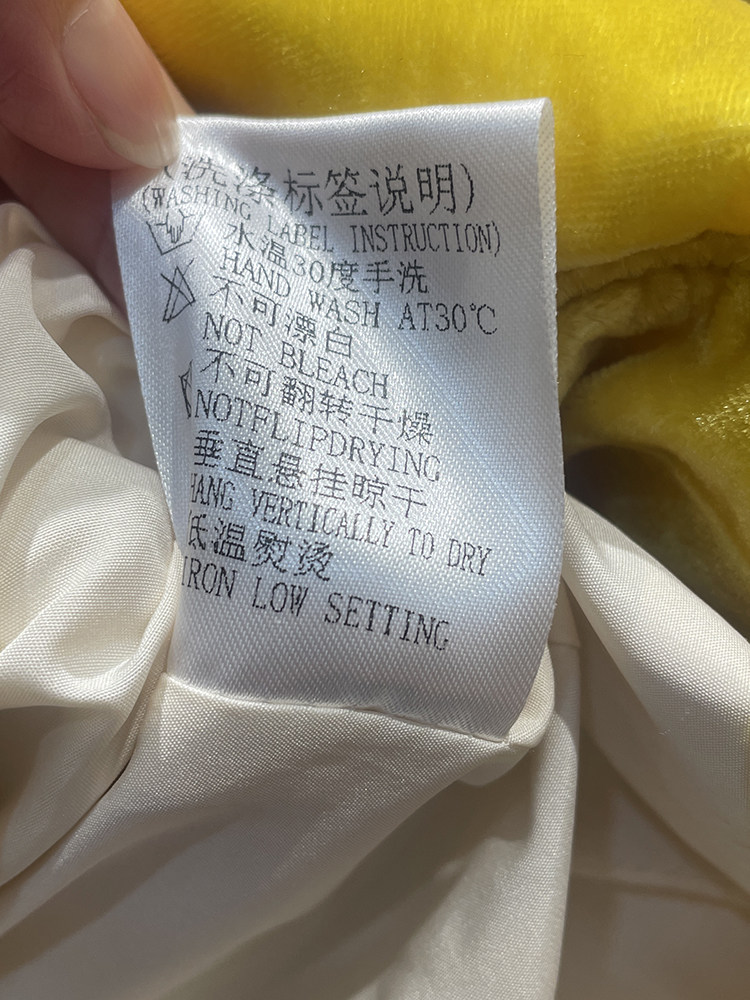 (洗涤标签说明)
(WASHING LABEL INSTRUCTION)
水温30度手洗
HAND WASH AT30℃
不可漂白
NOT BLEACH
不可翻转干燥
NOTFLIPDRYING
垂直悬挂晾干
HANG VERTICALLY TO DRY
低温熨烫
IRON LOW SETTING